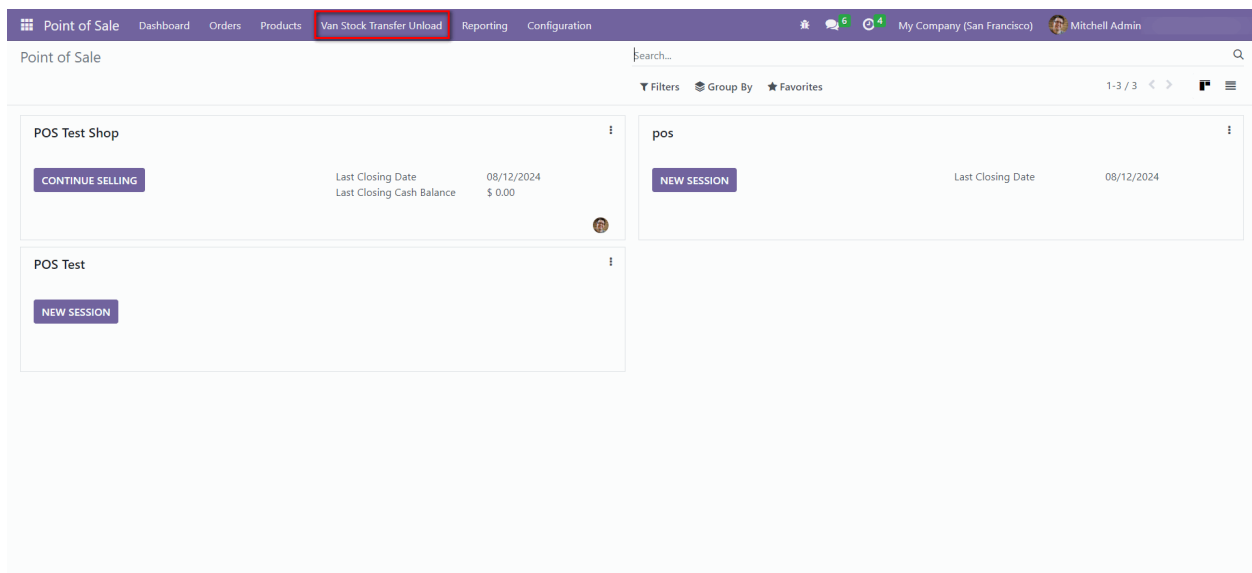 Point of Sale Dashboard Orders Products Van Stock Transfer Unload Reporting Configuration 6 4 My Company (San Francisco) Mitchell Admin
Point of Sale Search...
Filters Group By Favorites 1-3 / 3
POS Test Shop
CONTINUE SELLING
Last Closing Date 08/12/2024
Last Closing Cash Balance $ 0.00
pos
NEW SESSION
Last Closing Date 08/12/2024
POS Test
NEW SESSION